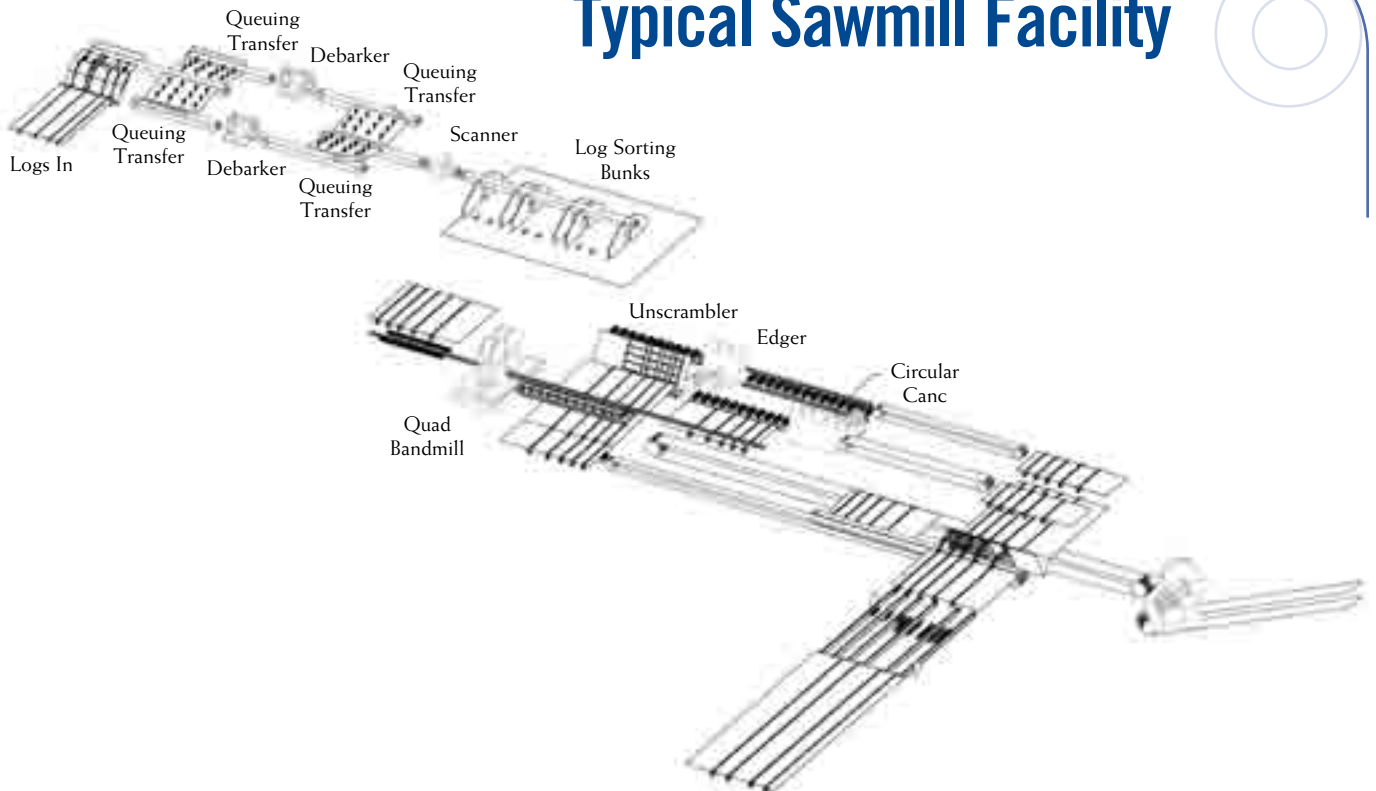 Typical Sawmill Facility
Queuing
Transfer
Debarker
Queuing
Transfer
Logs In
Queuing
Transfer
Debarker
Queuing
Transfer
Scanner
Log Sorting
Bunks
Unscrambler
Edger
Circular
Canc
Quad
Bandmill